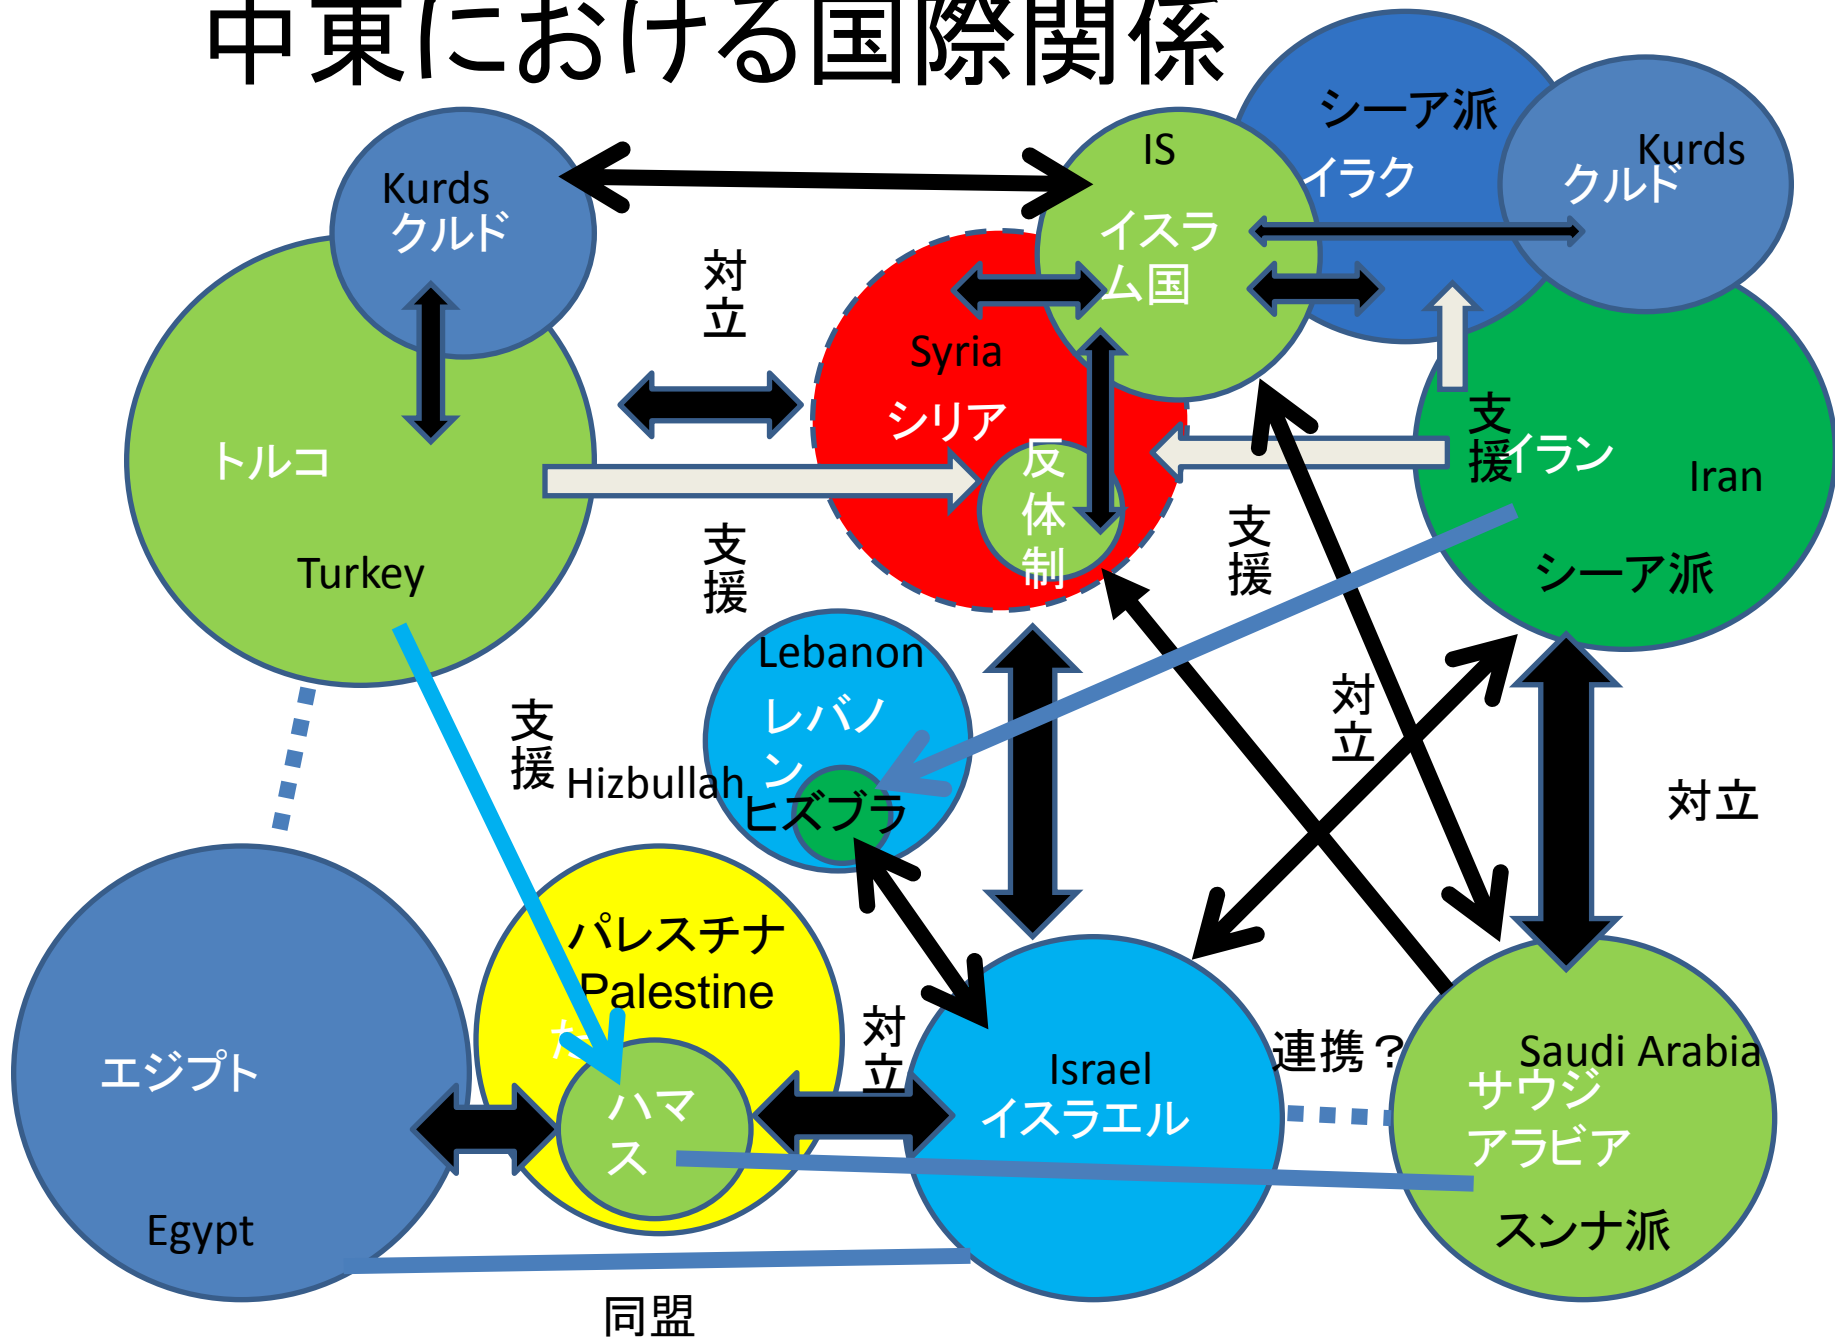 中東における国際関係
シーア派
イラク
Kurds
クルド
IS
イスラ
ム国
Kurds
クルド
対
立
Syria
シリア
反
体
制
トルコ
Turkey
支
援
支
援
支
援
イラン
Iran
シーア派
Lebanon
レバノ
ン
Hizbullah
ヒズブラ
支
援
対
立
対立
パレスチナ
Palestine
ハマ
ス
対
立
エジプト
Egypt
Israel
イスラエル
連携？
Saudi Arabia
サウジ
アラビア
スンナ派
同盟